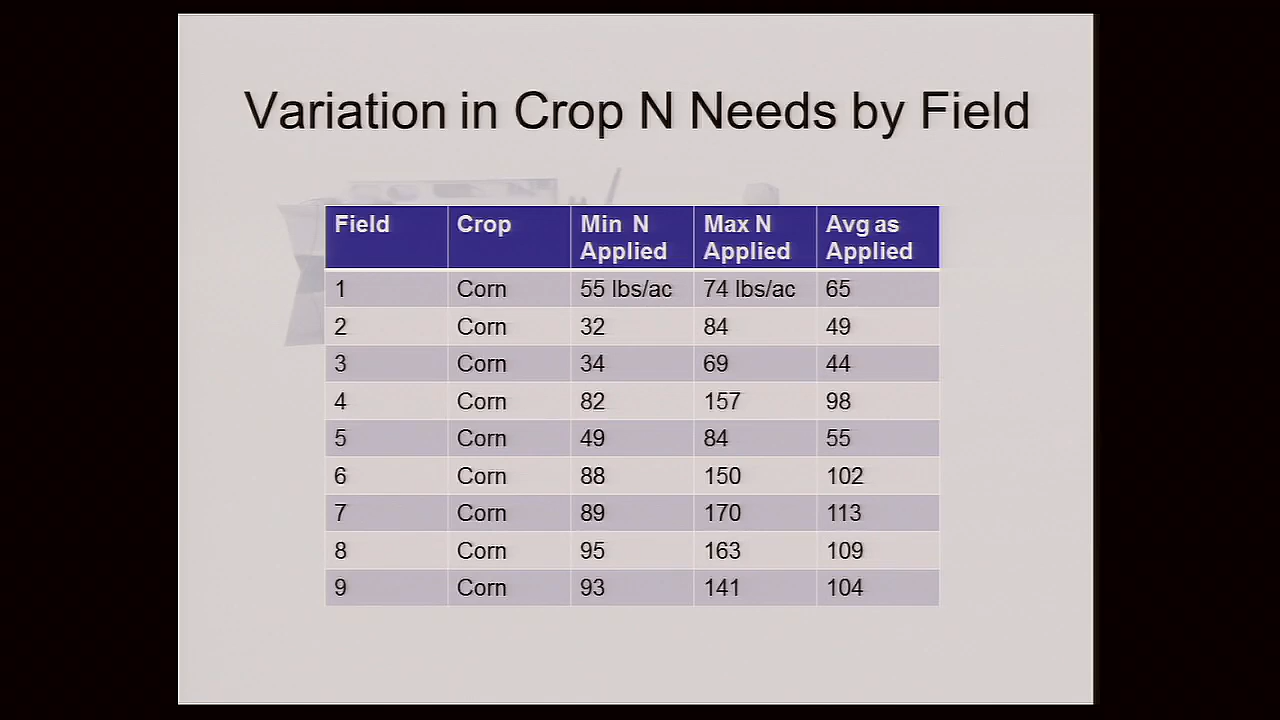 Variation in Crop N Needs by Field
Field Crop Min N Applied Max N Applied Avg as Applied
1 Corn 55 lbs/ac 74 lbs/ac 65
2 Corn 32 84 49
3 Corn 34 69 44
4 Corn 82 157 98
5 Corn 49 84 55
6 Corn 88 150 102
7 Corn 89 170 113
8 Corn 95 163 109
9 Corn 93 141 104